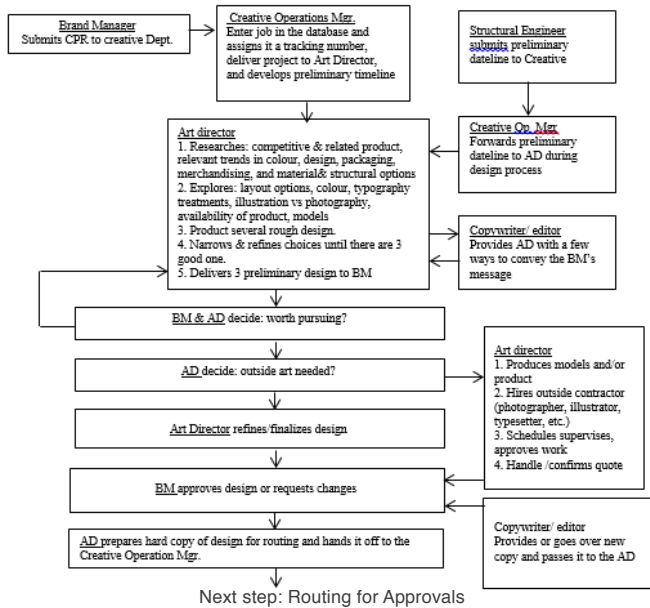 Brand Manager
Submits CPR to creative Dept.
Creative Operations Mgr.
Enter job in the database and
assigns it a tracking number,
deliver project to Art Director,
and develops preliminary timeline
Structural Engineer
submits preliminary
dateline to Creative
Creative Op. Mgr
Forwards preliminary
dateline to AD during
design process
Art director
1. Researches: competitive & related product,
relevant trends in colour, design, packaging,
merchandising, and material& structural options
2. Explores: layout options, colour, typography
treatments, illustration vs photography,
availability of product, models
3. Product several rough design.
4. Narrows & refines choices until there are 3
good one.
5. Delivers 3 preliminary design to BM
Copywriter/ editor
Provides AD with a few
ways to convey the BM's
message
BM & AD decide: worth pursuing?
AD decide: outside art needed?
Art director
1. Produces models and/or
product
2. Hires outside contractor
(photographer, illustrator,
typesetter, etc.)
3. Schedules supervises,
approves work
4. Handle /confirms quote
Art Director refines/finalizes design
BM approves design or requests changes
Copywriter/ editor
Provides or goes over new
copy and passes it to the AD
AD prepares hard copy of design for routing and hands it off to the
Creative Operation Mgr.
Next step: Routing for Approvals